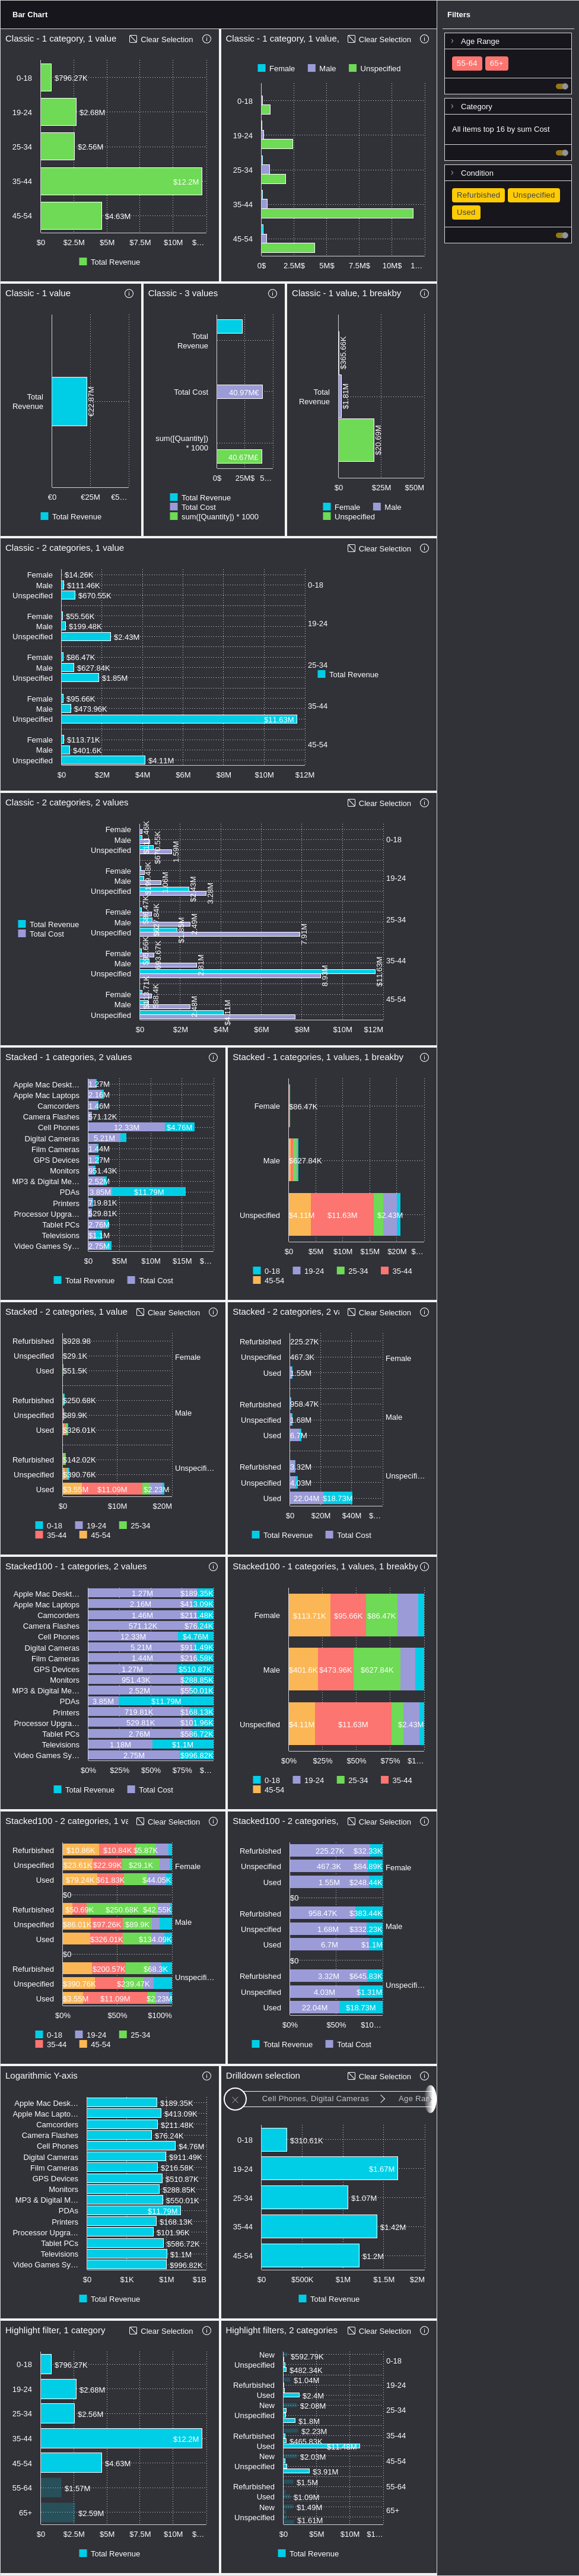 Bar Chart
Filters
Age Range
55-64 65+
Category
All items top 16 by sum Cost
Condition
Refurbished Unspecified
Used
Classic - 1 category, 1 value Clear Selection
0-18 $796.27K
19-24 $2.68M
25-34 $2.56M
35-44 $12.2M
45-54 $4.63M
$0 $2.5M $5M $7.5M $10M $…
Total Revenue
Classic - 1 category, 1 value, Clear Selection
Female Male Unspecified
0-18
19-24
25-34
35-44
45-54
0$ 2.5M$ 5M$ 7.5M$ 10M$ 1…
Classic - 1 value
Total
Revenue
€22.87M
€0 €25M €5…
Total Revenue
Classic - 3 values
Total
Revenue
Total Cost 40.97M€
sum([Quantity])
* 1000
40.67M£
0$ 25M$ 5…
Total Revenue
Total Cost
sum([Quantity]) * 1000
Classic - 1 value, 1 breakby
Total
Revenue
$365.66K
$1.81M
$20.69M
$0 $25M $50M
Female Male
Unspecified
Classic - 2 categories, 1 value Clear Selection
Female $14.26K
Male $111.46K 0-18
Unspecified $670.55K
Female $55.56K
Male $199.48K 19-24
Unspecified $2.43M
Female $86.47K
Male $627.84K 25-34
Unspecified $1.85M
Female $95.66K
Male $473.96K 35-44
Unspecified $11.63M
Female $113.71K
Male $401.6K 45-54
Unspecified $4.11M
Total Revenue
$0 $2M $4M $6M $8M $10M $12M
Classic - 2 categories, 2 values Clear Selection
Female
Male 0-18
Unspecified $670.55K 1.59M
Female
Male 19-24
Unspecified $2.43M 3.28M
Female
Male 25-34
Unspecified 7.91M
Female
Male 35-44
Unspecified $11.63M
Female
Male 45-54
Unspecified $4.11M
Total Revenue
Total Cost
$0 $2M $4M $6M $8M $10M $12M
Stacked - 1 categories, 2 values
Apple Mac Deskt… 1.27M
Apple Mac Laptops 2.16M
Camcorders 1.46M
Camera Flashes 571.12K
Cell Phones 12.33M $4.76M
Digital Cameras 5.21M
Film Cameras 1.44M
GPS Devices 1.27M
Monitors 951.43K
MP3 & Digital Me… 2.52M
PDAs 3.85M $11.79M
Printers 719.81K
Processor Upgra… 529.81K
Tablet PCs 2.76M
Televisions $1.1M
Video Games Sy… 2.75M
$0 $5M $10M $15M $…
Total Revenue Total Cost
Stacked - 1 categories, 1 values, 1 breakby
Female $86.47K
Male $627.84K
Unspecified $4.11M $11.63M $2.43M
$0 $5M $10M $15M $20M $…
0-18 19-24 25-34 35-44
45-54
Stacked - 2 categories, 1 value Clear Selection
Refurbished $928.98
Unspecified $29.1K Female
Used $51.5K
Refurbished $250.68K
Unspecified $89.9K Male
Used $326.01K
Refurbished $142.02K
Unspecified $390.76K Unspecifi…
Used $3.55M $11.09M $2.23M
$0 $10M $20M
0-18 19-24 25-34
35-44 45-54
Stacked - 2 categories, 2 Clear Selection
Refurbished 225.27K
Unspecified 467.3K Female
Used 1.55M
Refurbished 958.47K
Unspecified 1.68M Male
Used 6.7M
Refurbished 3.32M
Unspecified 4.03M Unspecifi…
Used 22.04M $18.73M
$0 $20M $40M $…
Total Revenue Total Cost
Stacked100 - 1 categories, 2 values
Apple Mac Deskt… 1.27M $189.35K
Apple Mac Laptops 2.16M $413.09K
Camcorders 1.46M $211.48K
Camera Flashes 571.12K $76.24K
Cell Phones 12.33M $4.76M
Digital Cameras 5.21M $911.49K
Film Cameras 1.44M $216.58K
GPS Devices 1.27M $510.87K
Monitors 951.43K $288.85K
MP3 & Digital Me… 2.52M $550.01K
PDAs 3.85M $11.79M
Printers 719.81K $168.13K
Processor Upgra… 529.81K $101.96K
Tablet PCs 2.76M $586.72K
Televisions 1.18M $1.1M
Video Games Sy… 2.75M $996.82K
$0% $25% $50% $75% $…
Total Revenue Total Cost
Stacked100 - 1 categories, 1 values, 1 breakby
Female $113.71K $95.66K $86.47K
Male $401.6K $473.96K $627.84K
Unspecified $4.11M $11.63M $2.43M
$0% $25% $50% $75% $1…
0-18 19-24 25-34 35-44
45-54
Stacked100 - 2 categories, 1 Clear Selection
Refurbished $10.86K $10.84K $5.87K
Unspecified $23.61K $22.99K $29.1K Female
Used $79.24K $61.83K $44.05K
$0
Refurbished $50.69K $250.68K $42.55K
Unspecified $86.01K $97.26K $89.9K Male
Used $326.01K $134.09K
$0
Refurbished $200.57K $68.3K
Unspecified $390.76K $239.47K Unspecifi…
Used $3.55M $11.09M $2.23M
$0% $50% $100%
0-18 19-24 25-34
35-44 45-54
Stacked100 - 2 categories, Clear Selection
Refurbished 225.27K $32.33K
Unspecified 467.3K $84.89K Female
Used 1.55M $248.44K
$0
Refurbished 958.47K $383.44K
Unspecified 1.68M $332.23K Male
Used 6.7M $1.1M
$0
Refurbished 3.32M $645.83K
Unspecified 4.03M $1.31M Unspecifi…
Used 22.04M $18.73M
$0% $50% $10…
Total Revenue Total Cost
Logarithmic Y-axis
Apple Mac Desk… $189.35K
Apple Mac Lapto… $413.09K
Camcorders $211.48K
Camera Flashes $76.24K
Cell Phones $4.76M
Digital Cameras $911.49K
Film Cameras $216.58K
GPS Devices $510.87K
Monitors $288.85K
MP3 & Digital M… $550.01K
PDAs $11.79M
Printers $168.13K
Processor Upgra… $101.96K
Tablet PCs $586.72K
Televisions $1.1M
Video Games Sy… $996.82K
$0 $1K $1M $1B
Total Revenue
Drilldown selection Clear Selection
Cell Phones, Digital Cameras Age Ran
0-18 $310.61K
19-24 $1.67M
25-34 $1.07M
35-44 $1.42M
45-54 $1.2M
$0 $500K $1M $1.5M $2M
Total Revenue
Highlight filter, 1 category Clear Selection
0-18 $796.27K
19-24 $2.68M
25-34 $2.56M
35-44 $12.2M
45-54 $4.63M
55-64 $1.57M
65+ $2.59M
$0 $2.5M $5M $7.5M $10M $…
Total Revenue
Highlight filters, 2 categories Clear Selection
New $592.79K
Unspecified 0-18
$482.34K
$1.04M
Refurbished 19-24
Used $2.4M
New $2.08M
Unspecified 25-34
$1.8M
$2.23M
Refurbished $465.83K 35-44
Used
New $2.03M
Unspecified 45-54
$3.91M
$1.5M
Refurbished 55-64
Used $1.09M
New $1.49M
Unspecified 65+
$1.61M
$0 $5M $10M $1…
Total Revenue